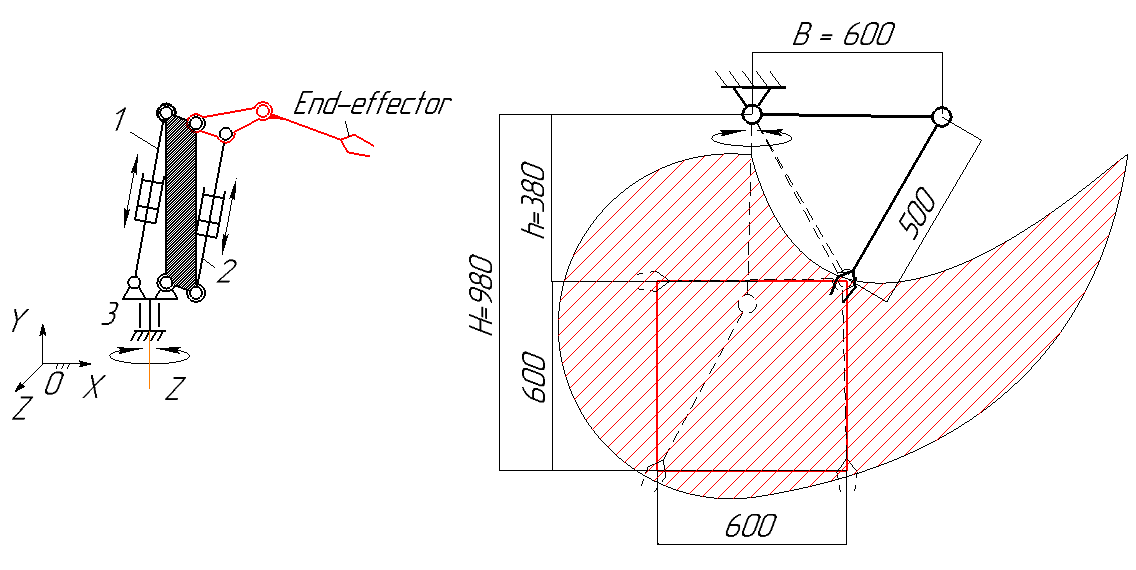 End-effector
1
2
3
Y
O
X
Z
Z
B = 600
h=380
500
H=980
600
600